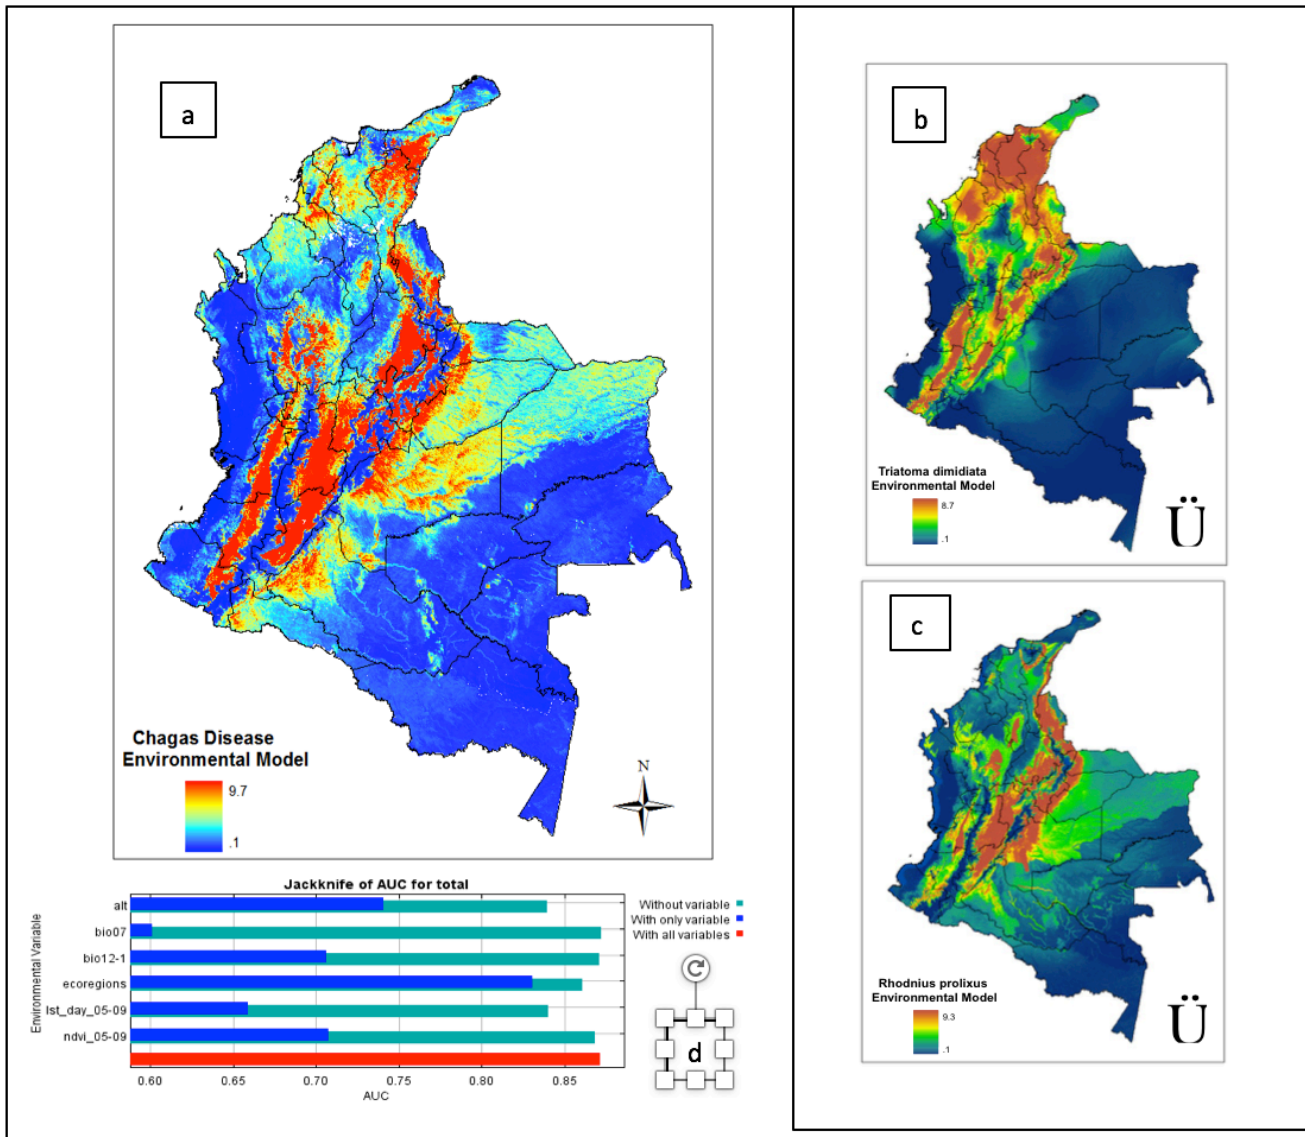 a
N
Chagas Disease
Environmental Model
9.7
.1
Jackknife of AUC for total
Environmental Variable
alt
bio07
bio12-1
ecoregions
lst_day_05-09
ndvi_05-09
0.60 0.65 0.70 0.75 0.80 0.85
AUC
Without variable
With only variable
With all variables
d
b
Triatoma dimidiata
Environmental Model
8.7
.1
Ü
c
Rhodnius prolixus
Environmental Model
9.3
.1
Ü